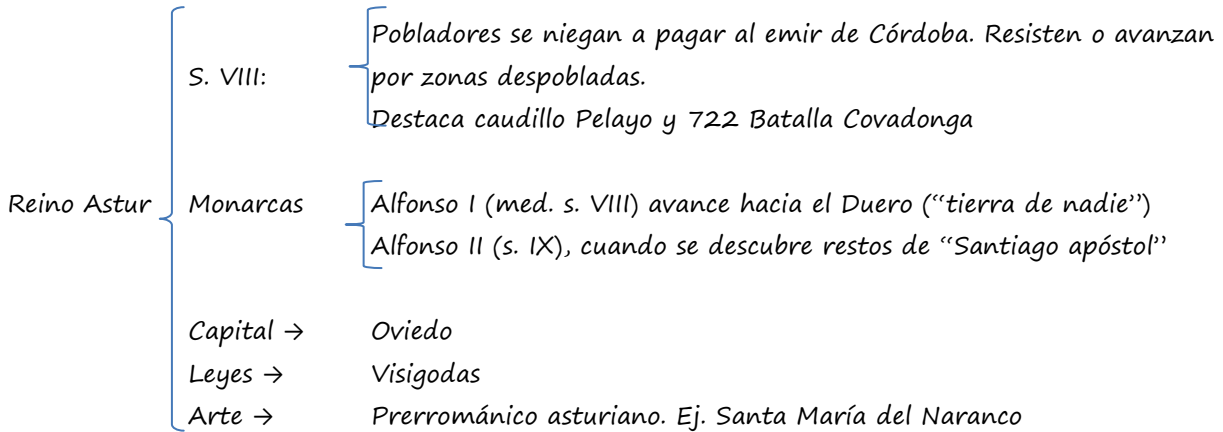 Pobladores se niegan a pagar al emir de Córdoba. Resisten o avanzan
S. VIII: por zonas despobladas.
Destaca caudillo Pelayo y 722 Batalla Covadonga
Reino Astur Monarcas Alfonso I (med. s. VIII) avance hacia el Duero (“tierra de nadie”)
Alfonso II (s. IX), cuando se descubre restos de “Santiago apóstol”
Capital → Oviedo
Leyes → Visigodas
Arte → Prerrománico asturiano. Ej. Santa María del Naranco